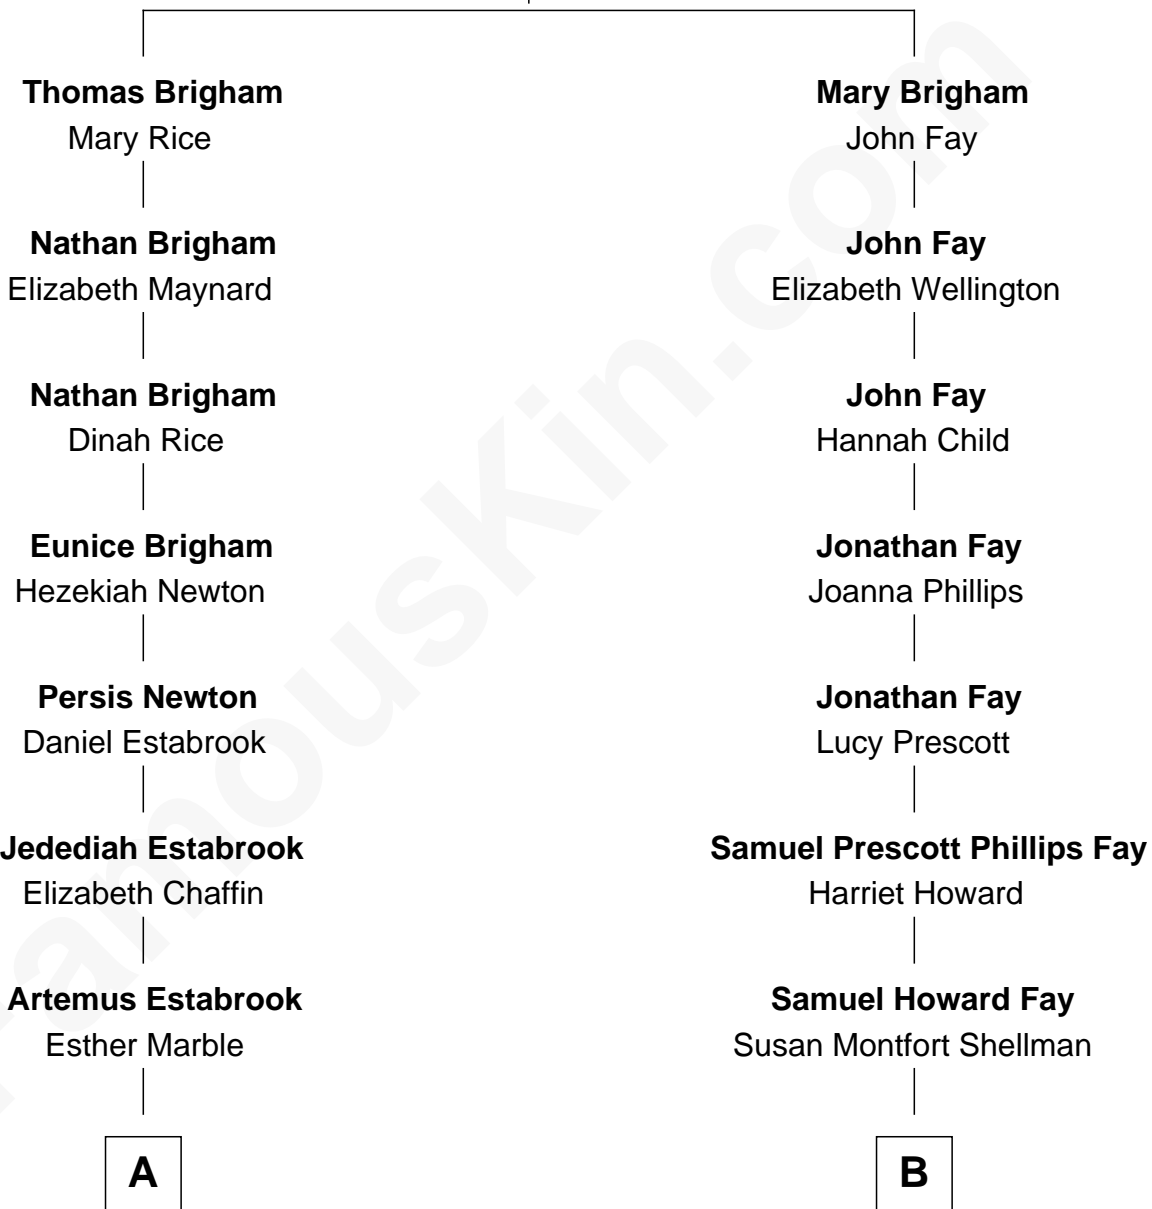 Thomas Brigham
Mary Rice
Nathan Brigham
Elizabeth Maynard
Nathan Brigham
Dinah Rice
Eunice Brigham
Hezekiah Newton
Persis Newton
Daniel Estabrook
Jedediah Estabrook
Elizabeth Chaffin
Artemus Estabrook
Esther Marble
A
Mary Brigham
John Fay
John Fay
Elizabeth Wellington
John Fay
Hannah Child
Jonathan Fay
Joanna Phillips
Jonathan Fay
Lucy Prescott
Samuel Prescott Phillips Fay
Harriet Howard
Samuel Howard Fay
Susan Montfort Shellman
B
FamousKin.com